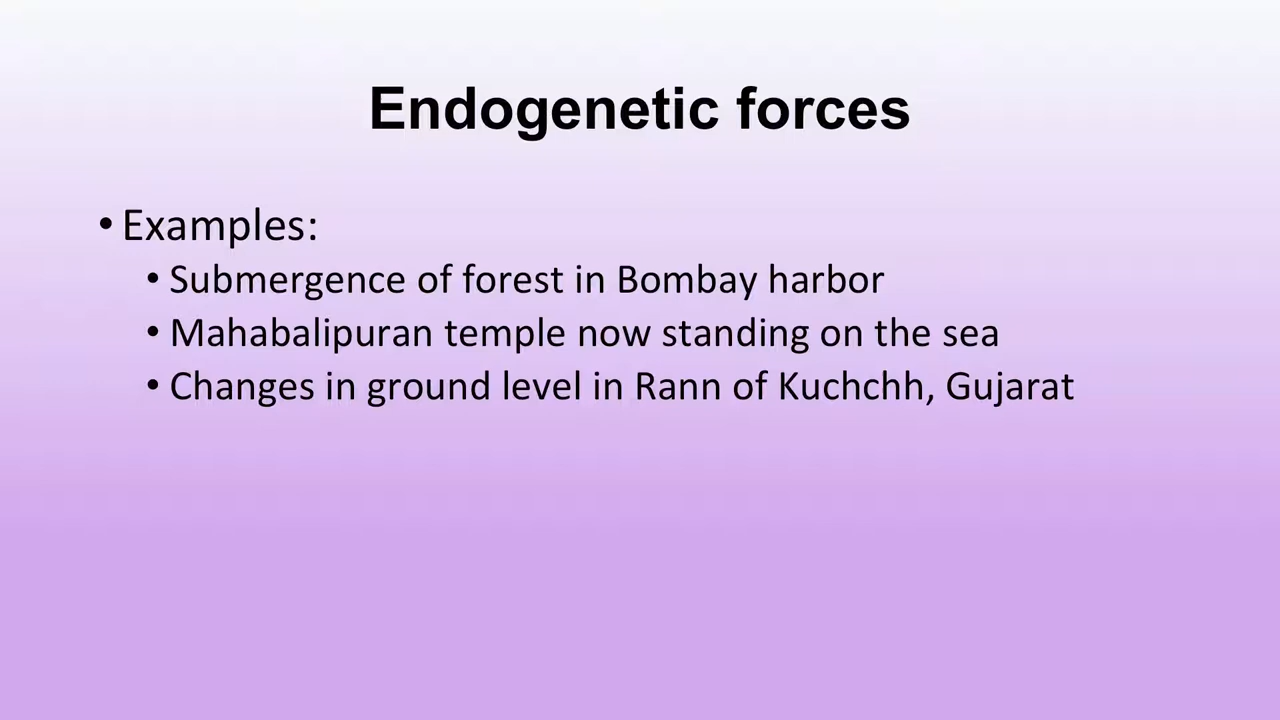 Endogenetic forces
• Examples:
• Submergence of forest in Bombay harbor
• Mahabalipuran temple now standing on the sea
• Changes in ground level in Rann of Kuchchh, Gujarat